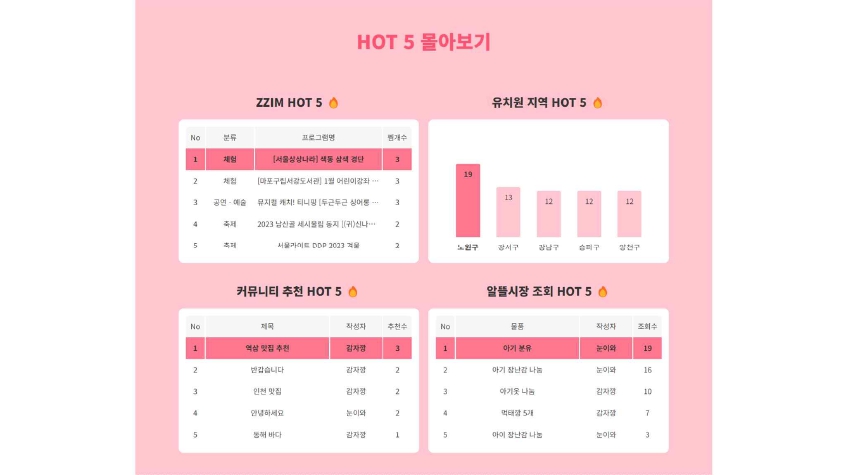 HOT 5 몰아보기
ZZIM HOT 5
No 분류 프로그램명 찜개수
1 체험 [서울상상나라] 색동 삼색 경단 3
2 체험 [마포구립서강도서관] 1월 어린이강좌 … 3
3 공연 · 예술 뮤지컬 캐치! 티니핑 [두근두근 싱어롱 … 3
4 축제 2023 남산골 세시울림 동지 ](귀)신나… 2
5 축제 서울라이트 DDP 2023 겨울 2
유치원 지역 HOT 5
19 13 12 12 12
노원구 강서구 강남구 송파구 양천구
커뮤니티 추천 HOT 5
No 제목 작성자 추천수
1 역삼 맛집 추천 감자깡 3
2 반갑습니다 감자깡 2
3 인천 맛집 감자깡 2
4 안녕하세요 눈이와 2
5 동해 바다 감자깡 1
알뜰시장 조회 HOT 5
No 물품 작성자 조회수
1 아기 분유 눈이와 19
2 아기 장난감 나눔 눈이와 16
3 아기옷 나눔 감자깡 10
4 먹태깡 5개 감자깡 7
5 아이 장난감 나눔 눈이와 3